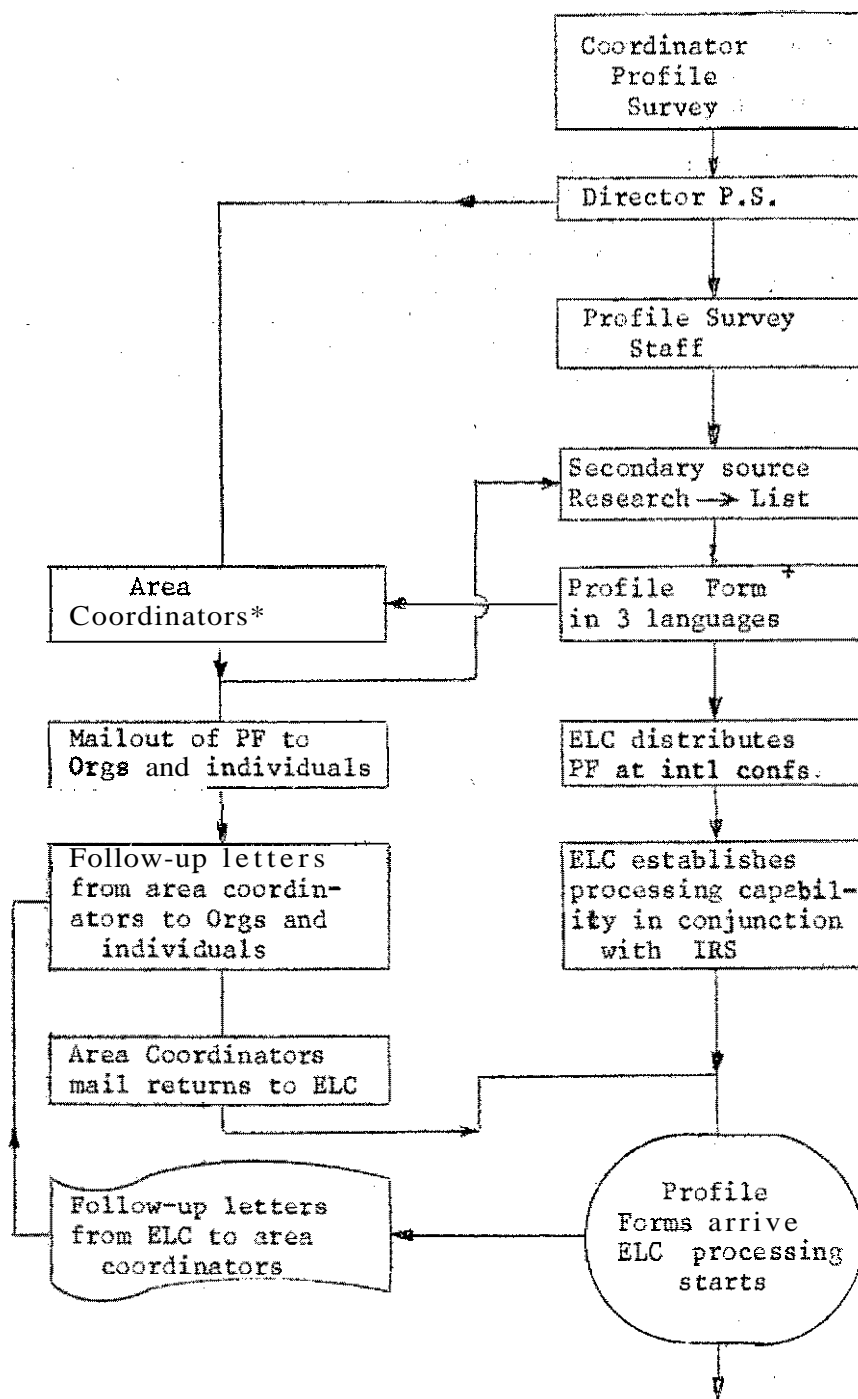 Coordinator
Profile
Survey
Director P.S.
Profile Survey
Staff
Secondary source
Research → List
Area
Coordinators*
Profile Form +
in 3 languages
Mailout of PF to
Orgs and individuals
ELC distributes
PF at intl confs.
Follow-up letters
from area coordin-
ators to Orgs and
individuals
ELC establishes
processing capabil-
ity in conjunction
with IRS
Area Coordinators
mail returns to ELC
Follow-up letters
from ELC to area
coordinators
Profile
Forms arrive
ELC processing
starts